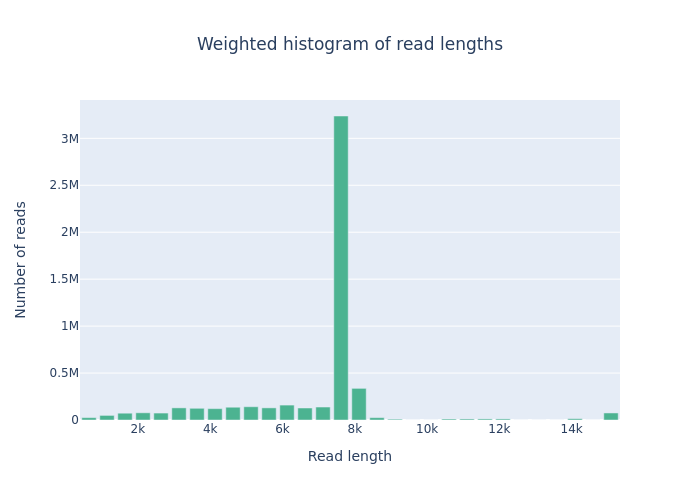 Weighted histogram of read lengths
Number of reads
3M
2.5M
2M
1.5M
1M
0.5M
0
2k 4k 6k 8k 10k 12k 14k
Read length